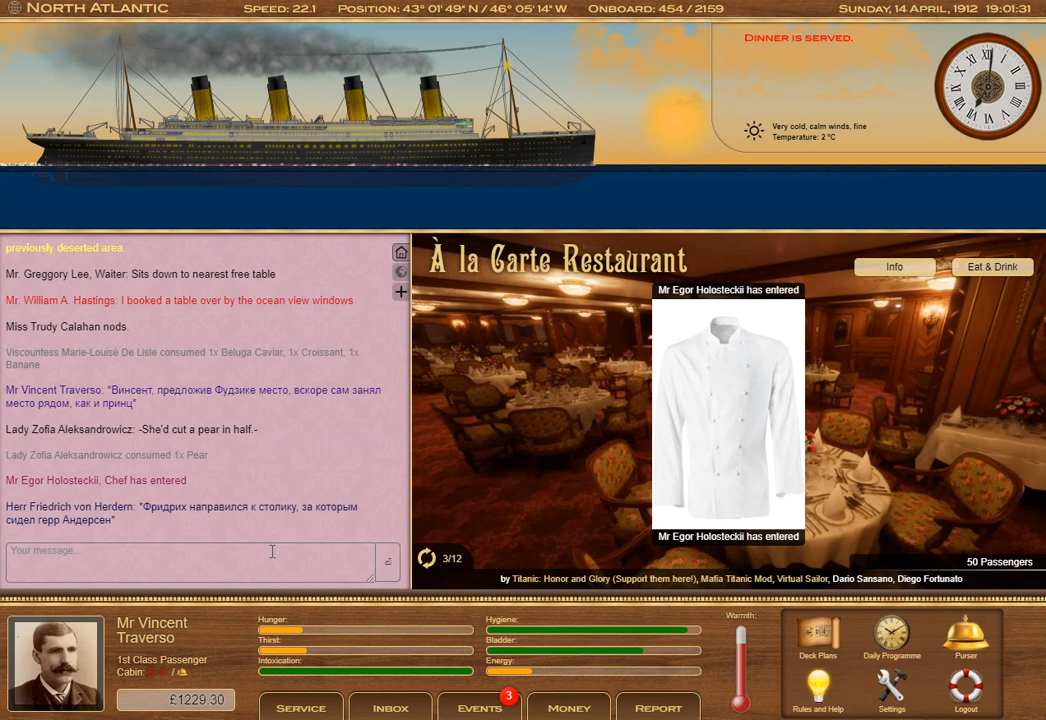 NORTH ATLANTIC
SPEED: 22.1
POSITION: 43° 01' 49" N / 46° 05' 14" W
ONBOARD: 454 / 2159
SUNDAY, 14 APRIL, 1912 19:01:31
DINNER IS SERVED.
Very cold, calm winds, fine
Temperature: 2 °C
previously deserted area.
Mr. Greggory Lee, Waiter: Sits down to nearest free table
Mr. William A. Hastings: I booked a table over by the ocean view windows
Miss Trudy Calahan nods.
Viscountess Marie-Louisé De Lisle consumed 1x Beluga Caviar, 1x Croissant, 1x
Banane
Mr Vincent Traverso: "Винсент, предложив Фудзике место, вскоре сам занял
место рядом, как и принц"
Lady Zofia Aleksandrowicz: -She'd cut a pear in half.-
Lady Zofia Aleksandrowicz consumed 1x Pear
Mr Egor Holosteckii, Chef has entered
Herr Friedrich von Herdern: "Фридрих направился к столику, за которым
сидел герр Андерсен"
Your message...
À la Carte Restaurant
Info
Eat & Drink
Mr Egor Holosteckii has entered
Mr Egor Holosteckii has entered
3/12
50 Passengers
by Titanic: Honor and Glory (Support them here!), Mafia Titanic Mod, Virtual Sailor, Dario Sansano, Diego Fortunato
Mr Vincent
Traverso
1st Class Passenger
Cabin: /
£1229.30
Hunger:
Thirst:
Intoxication:
Hygiene:
Bladder:
Energy:
Warmth:
SERVICE
INBOX
EVENTS
3
MONEY
REPORT
Deck Plans
Daily Programme
Purser
Rules and Help
Settings
Logout